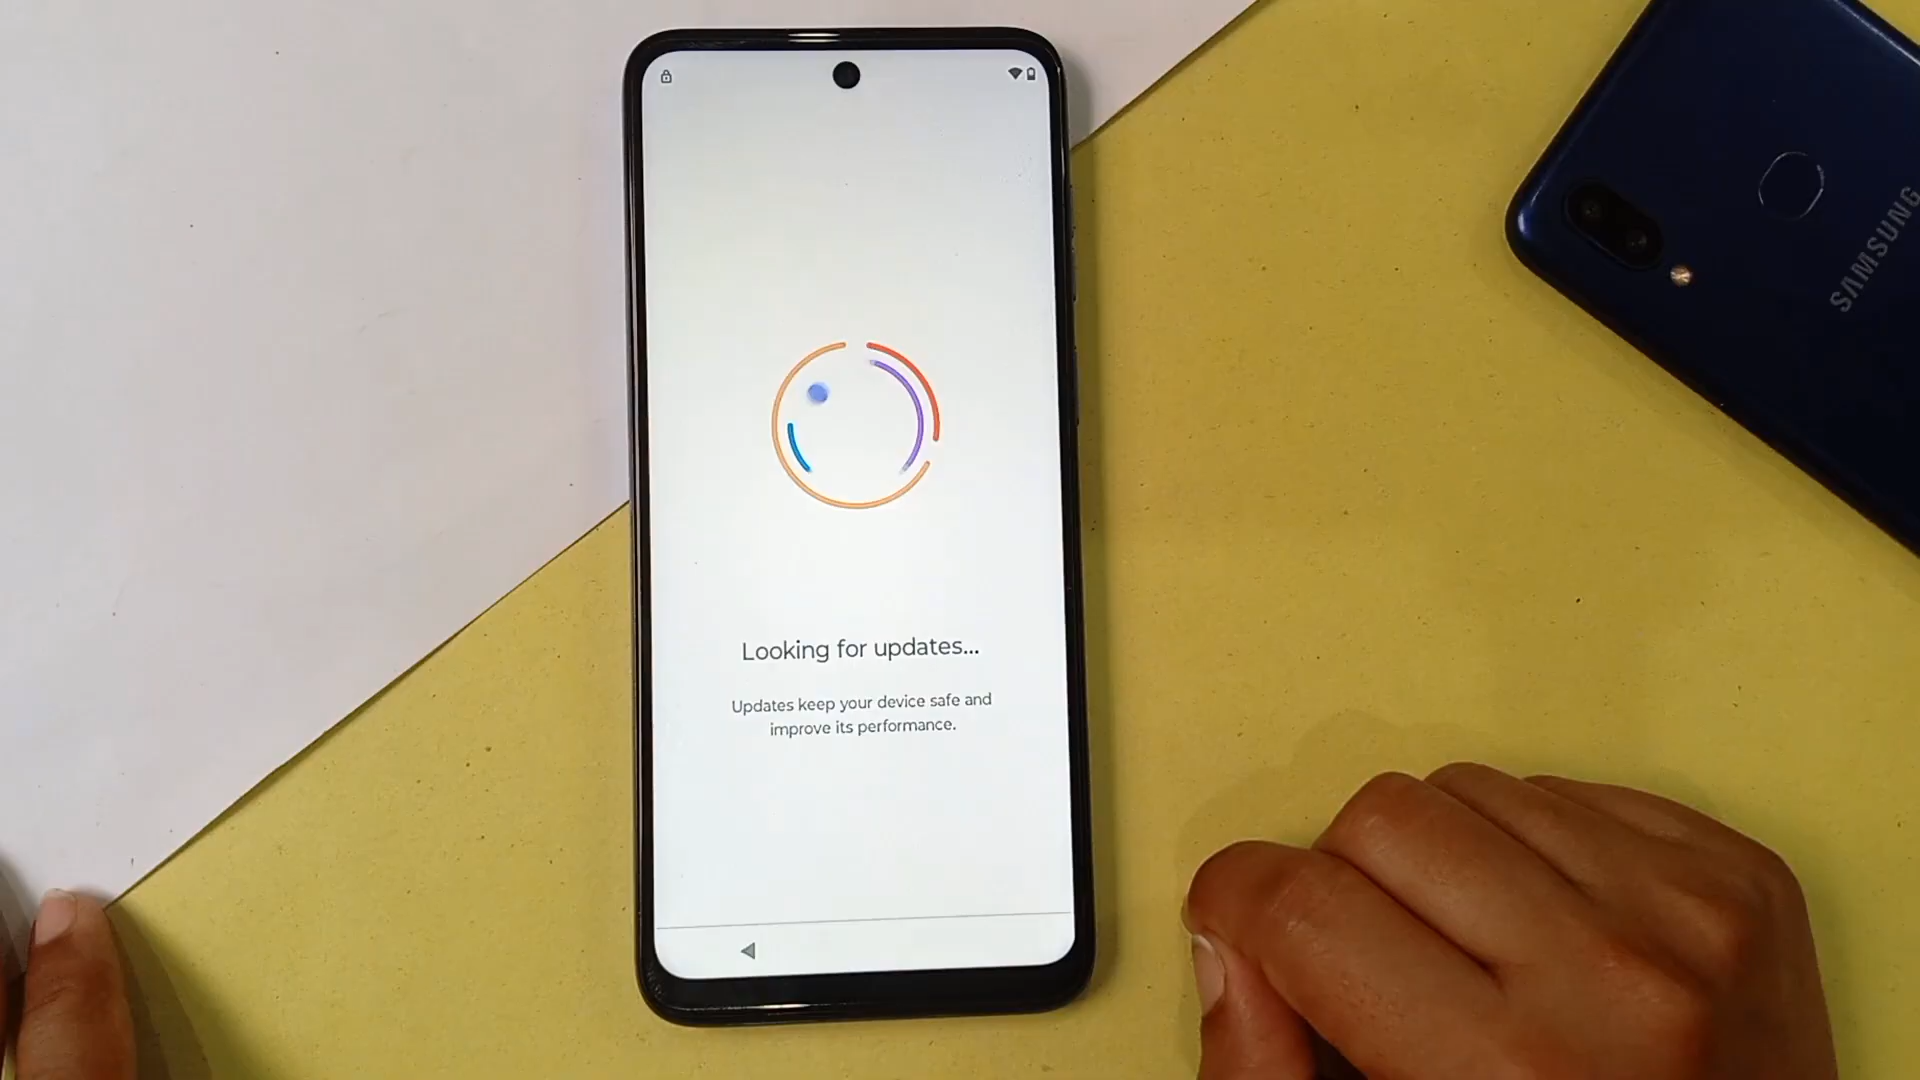 Looking for updates...
Updates keep your device safe and
improve its performance.
SAMSUNG